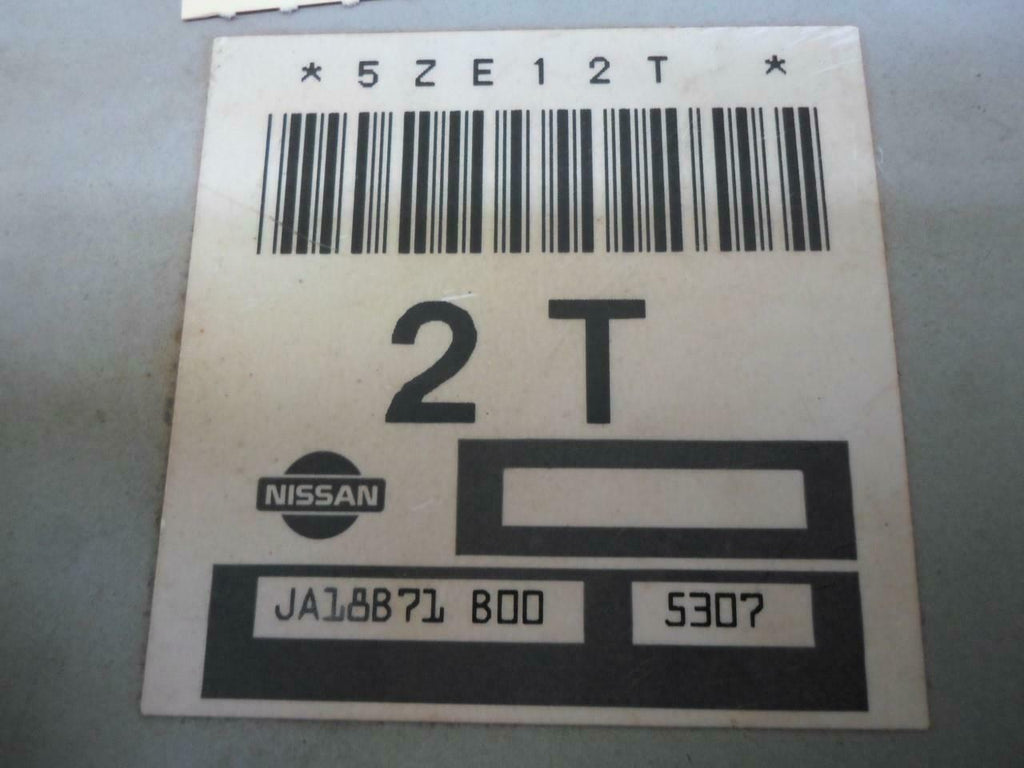 *5ZE12T *
2T
NISSAN
JA18B71 B00 5307